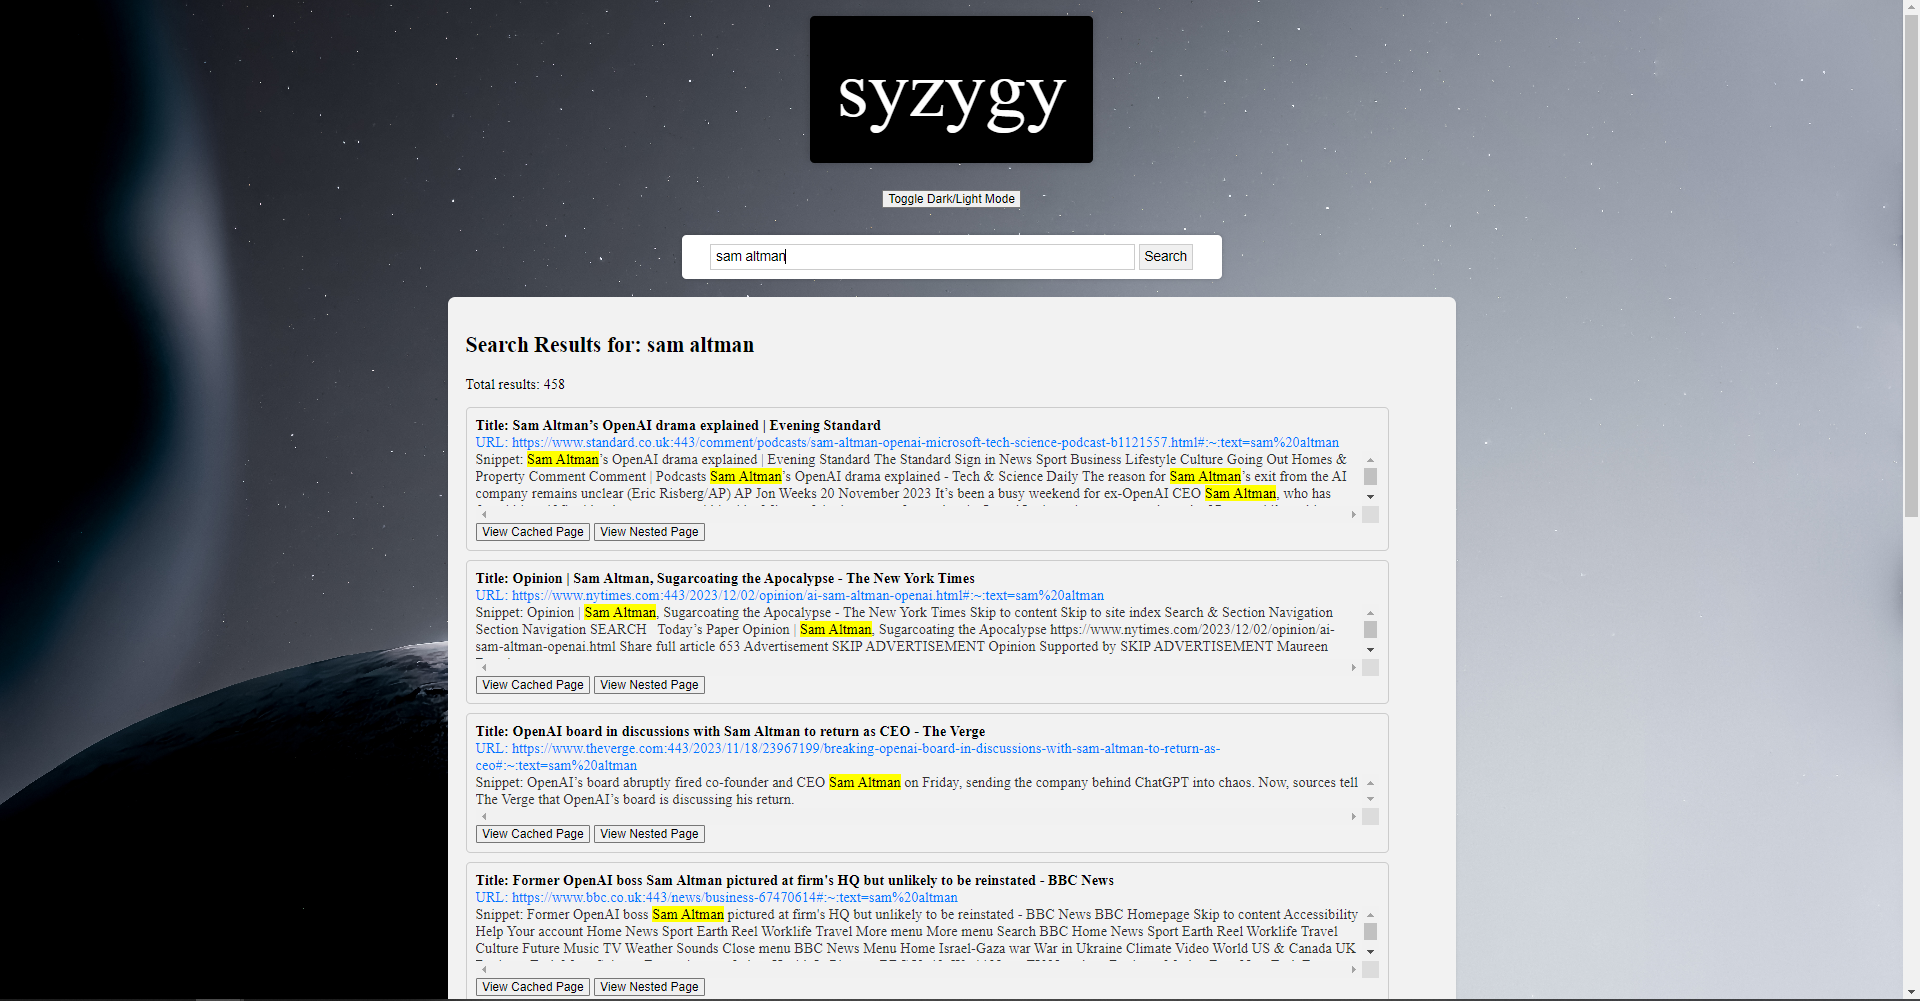 syzygy
Toggle Dark/Light Mode
sam altman
Search
Search Results for: sam altman
Total results: 458
Title: Sam Altman’s OpenAI drama explained | Evening Standard
URL: https://www.standard.co.uk:443/comment/podcasts/sam-altman-openai-microsoft-tech-science-podcast-b1121557.html#:~:text=sam%20altman
Snippet: Sam Altman’s OpenAI drama explained | Evening Standard The Standard Sign in News Sport Business Lifestyle Culture Going Out Homes &
Property Comment Comment | Podcasts Sam Altman’s OpenAI drama explained - Tech & Science Daily The reason for Sam Altman’s exit from the AI
company remains unclear (Eric Risberg/AP) AP Jon Weeks 20 November 2023 It’s been a busy weekend for ex-OpenAI CEO Sam Altman, who has
View Cached Page
View Nested Page
Title: Opinion | Sam Altman, Sugarcoating the Apocalypse - The New York Times
URL: https://www.nytimes.com:443/2023/12/02/opinion/ai-sam-altman-openai.html#:~:text=sam%20altman
Snippet: Opinion | Sam Altman, Sugarcoating the Apocalypse - The New York Times Skip to content Skip to site index Search & Section Navigation
Section Navigation SEARCH Today’s Paper Opinion | Sam Altman, Sugarcoating the Apocalypse https://www.nytimes.com/2023/12/02/opinion/ai-
sam-altman-openai.html Share full article 653 Advertisement SKIP ADVERTISEMENT Opinion Supported by SKIP ADVERTISEMENT Maureen
View Cached Page
View Nested Page
Title: OpenAI board in discussions with Sam Altman to return as CEO - The Verge
URL: https://www.theverge.com:443/2023/11/18/23967199/breaking-openai-board-in-discussions-with-sam-altman-to-return-as-
ceo#:~:text=sam%20altman
Snippet: OpenAI’s board abruptly fired co-founder and CEO Sam Altman on Friday, sending the company behind ChatGPT into chaos. Now, sources tell
The Verge that OpenAI’s board is discussing his return.
View Cached Page
View Nested Page
Title: Former OpenAI boss Sam Altman pictured at firm's HQ but unlikely to be reinstated - BBC News
URL: https://www.bbc.co.uk:443/news/business-67470614#:~:text=sam%20altman
Snippet: Former OpenAI boss Sam Altman pictured at firm's HQ but unlikely to be reinstated - BBC News BBC Homepage Skip to content Accessibility
Help Your account Home News Sport Earth Reel Worklife Travel More menu More menu Search BBC Home News Sport Earth Reel Worklife Travel
Culture Future Music TV Weather Sounds Close menu BBC News Menu Home Israel-Gaza war War in Ukraine Climate Video World US & Canada UK
View Cached Page
View Nested Page